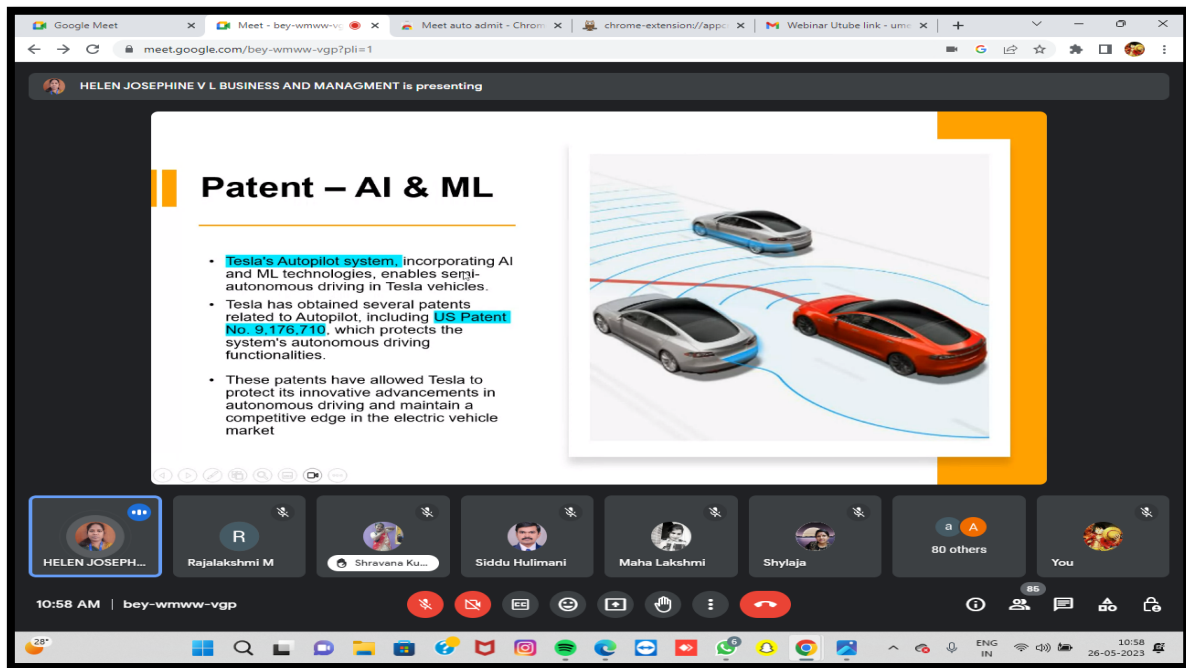 Google Meet
Meet - bey-wmww-v
Meet auto admit - Chrom
chrome-extension://appc
Webinar Utube link - ume
meet.google.com/bey-wmww-vgp?pli=1
HELEN JOSEPHINE V L BUSINESS AND MANAGMENT is presenting
Patent – AI & ML
• Tesla's Autopilot system, incorporating AI
and ML technologies, enables semi-
autonomous driving in Tesla vehicles.
• Tesla has obtained several patents
related to Autopilot, including US Patent
No. 9,176,710, which protects the
system's autonomous driving
functionalities.
• These patents have allowed Tesla to
protect its innovative advancements in
autonomous driving and maintain a
competitive edge in the electric vehicle
market
HELEN JOSEPH...
R
Rajalakshmi M
Shravana Ku...
Siddu Hulimani
Maha Lakshmi
Shylaja
a A
80 others
You
10:58 AM | bey-wmww-vgp
CC
85
28°
6
ENG
IN
10:58
26-05-2023